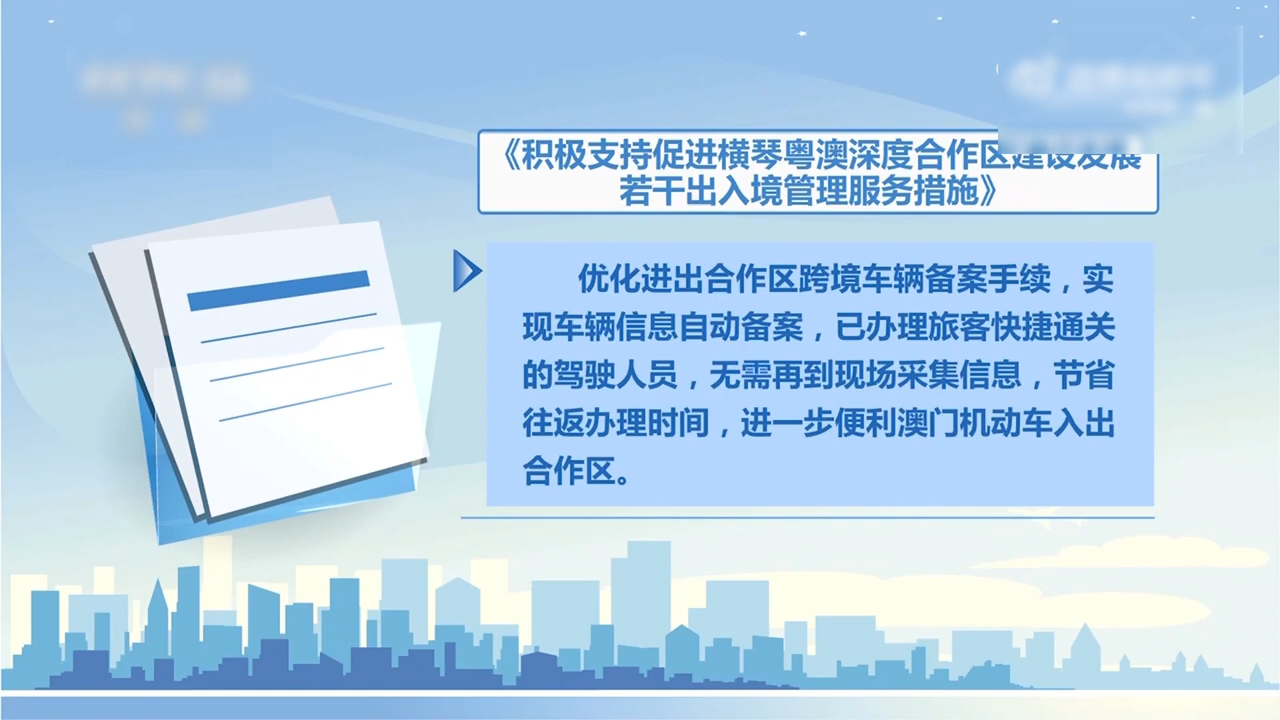 《积极支持促进横琴粤澳深度合作区建设发展
若干出入境管理服务措施》
优化进出合作区跨境车辆备案手续，实
现车辆信息自动备案，已办理旅客快捷通关
的驾驶人员，无需再到现场采集信息，节省
往返办理时间，进一步便利澳门机动车入出
合作区。